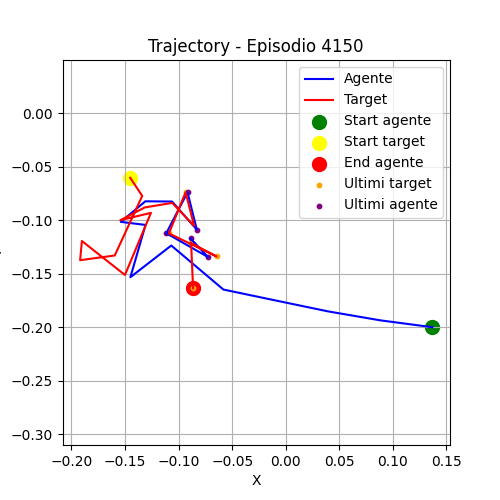 Trajectory - Episodio 4150
Agente
Target
Start agente
Start target
End agente
Ultimi target
Ultimi agente
0.00
−0.05
−0.10
−0.15
−0.20
−0.25
−0.30
−0.20
−0.15
−0.10
−0.05
0.00
0.05
0.10
0.15
X